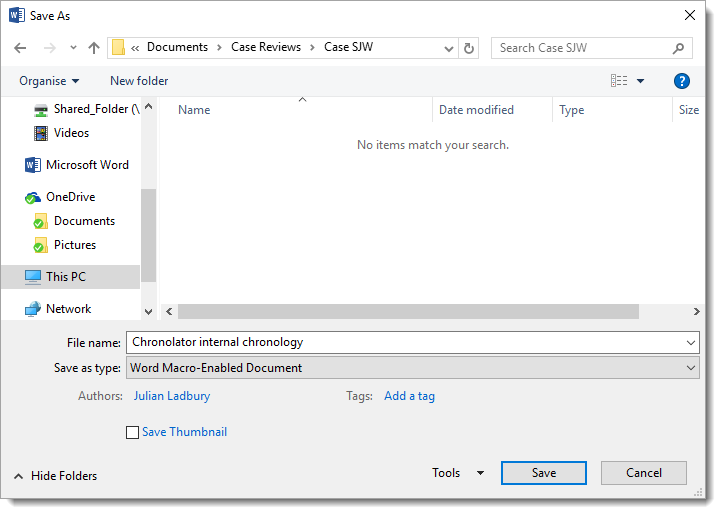 Save As
« Documents > Case Reviews > Case SJW
Search Case SJW
Organise
New folder
?
Shared_Folder (\
Videos
Microsoft Word
OneDrive
Documents
Pictures
This PC
Network
Name Date modified Type Size
No items match your search.
File name: Chronolator internal chronology
Save as type: Word Macro-Enabled Document
Authors: Julian Ladbury Tags: Add a tag
Save Thumbnail
Hide Folders Tools Save Cancel